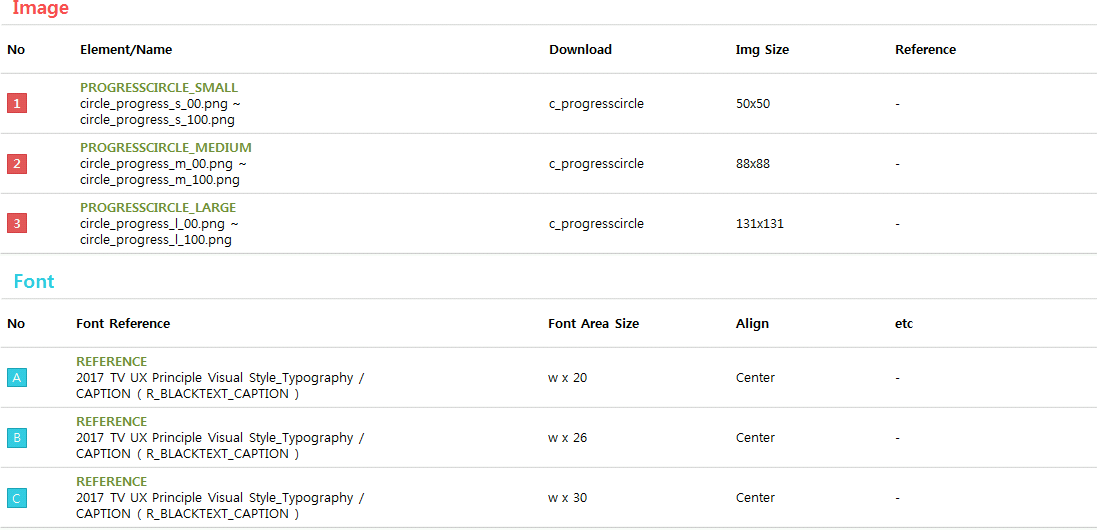 Image
No Element/Name Download Img Size Reference
1 PROGRESSCIRCLE_SMALL
circle_progress_s_00.png ~ c_progresscircle 50x50 -
circle_progress_s_100.png
2 PROGRESSCIRCLE_MEDIUM
circle_progress_m_00.png ~ c_progresscircle 88x88 -
circle_progress_m_100.png
3 PROGRESSCIRCLE_LARGE
circle_progress_l_00.png ~ c_progresscircle 131x131 -
circle_progress_l_100.png
Font
No Font Reference Font Area Size Align etc
A REFERENCE
2017 TV UX Principle Visual Style_Typography / w x 20 Center -
CAPTION ( R_BLACKTEXT_CAPTION )
B REFERENCE
2017 TV UX Principle Visual Style_Typography / w x 26 Center -
CAPTION ( R_BLACKTEXT_CAPTION )
C REFERENCE
2017 TV UX Principle Visual Style_Typography / w x 30 Center -
CAPTION ( R_BLACKTEXT_CAPTION )